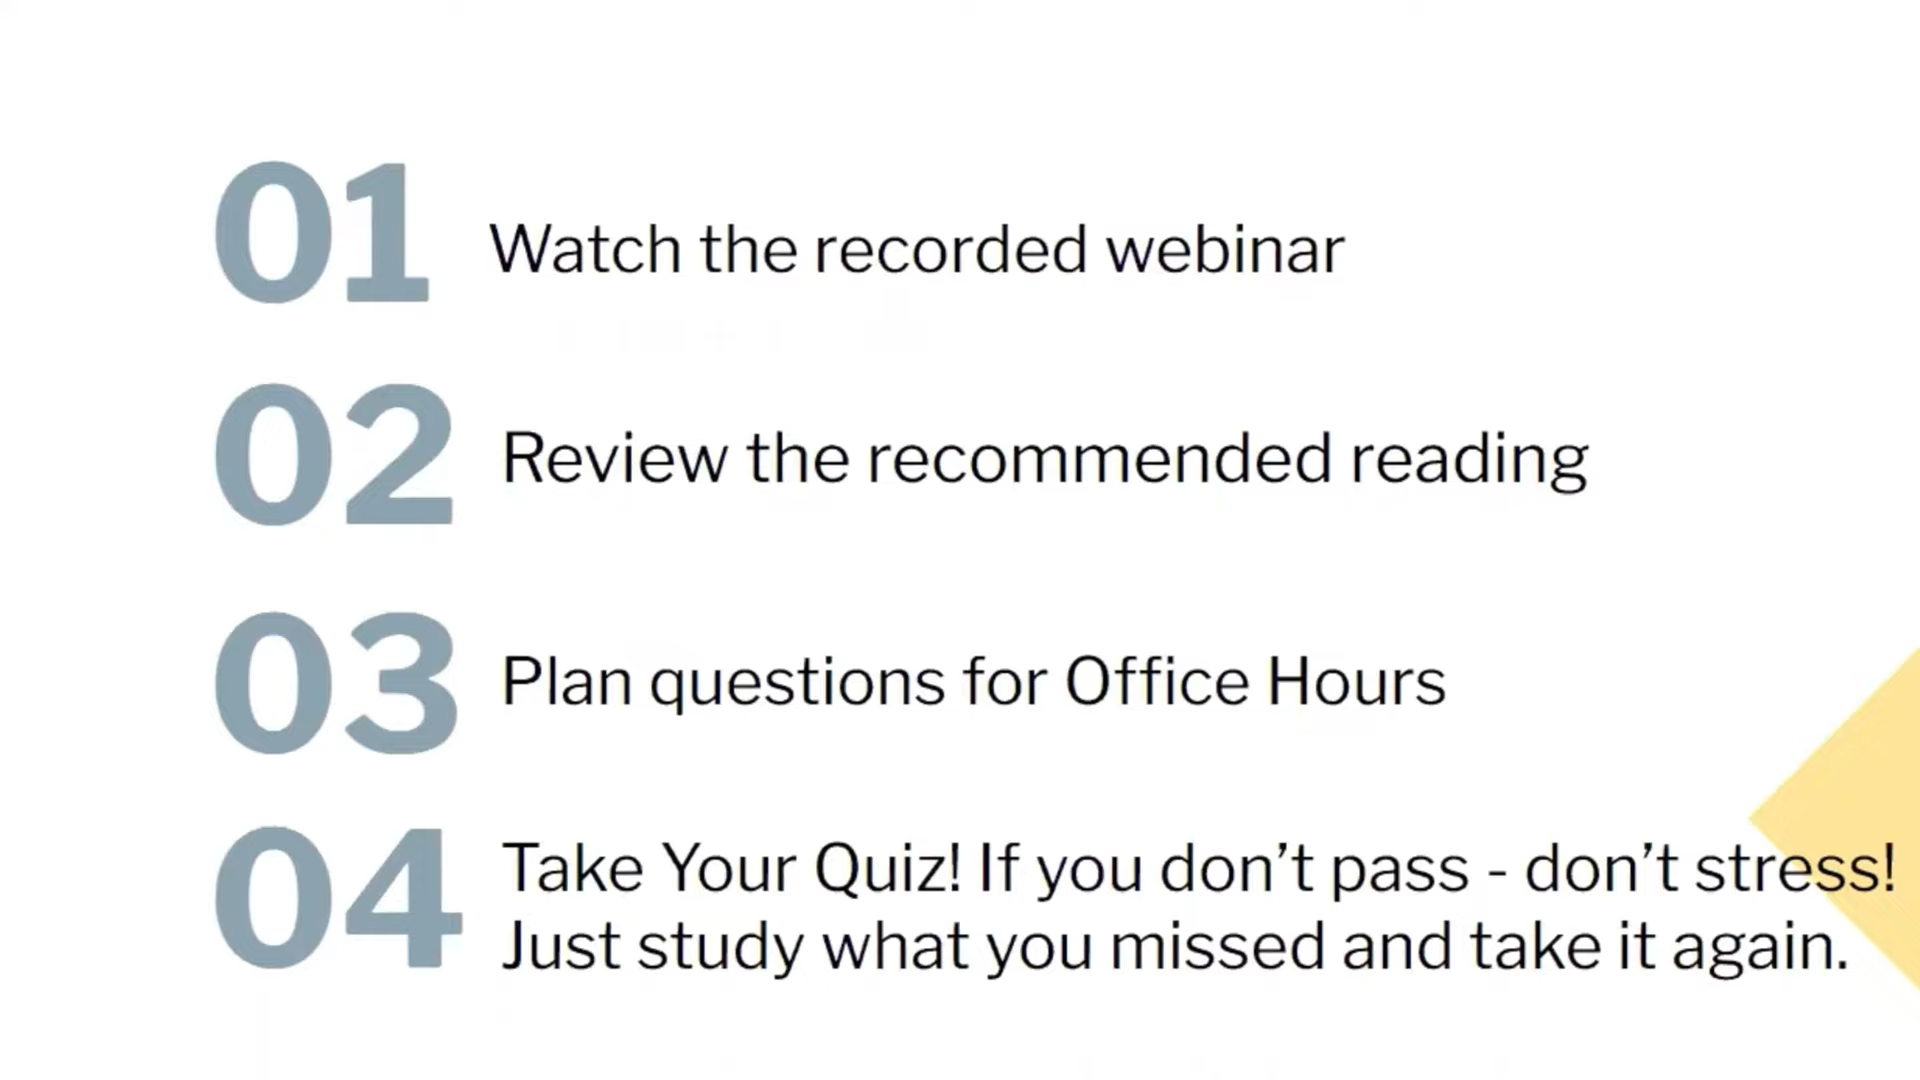 01 Watch the recorded webinar
02 Review the recommended reading
03 Plan questions for Office Hours
04 Take Your Quiz! If you don’t pass - don’t stress!
Just study what you missed and take it again.